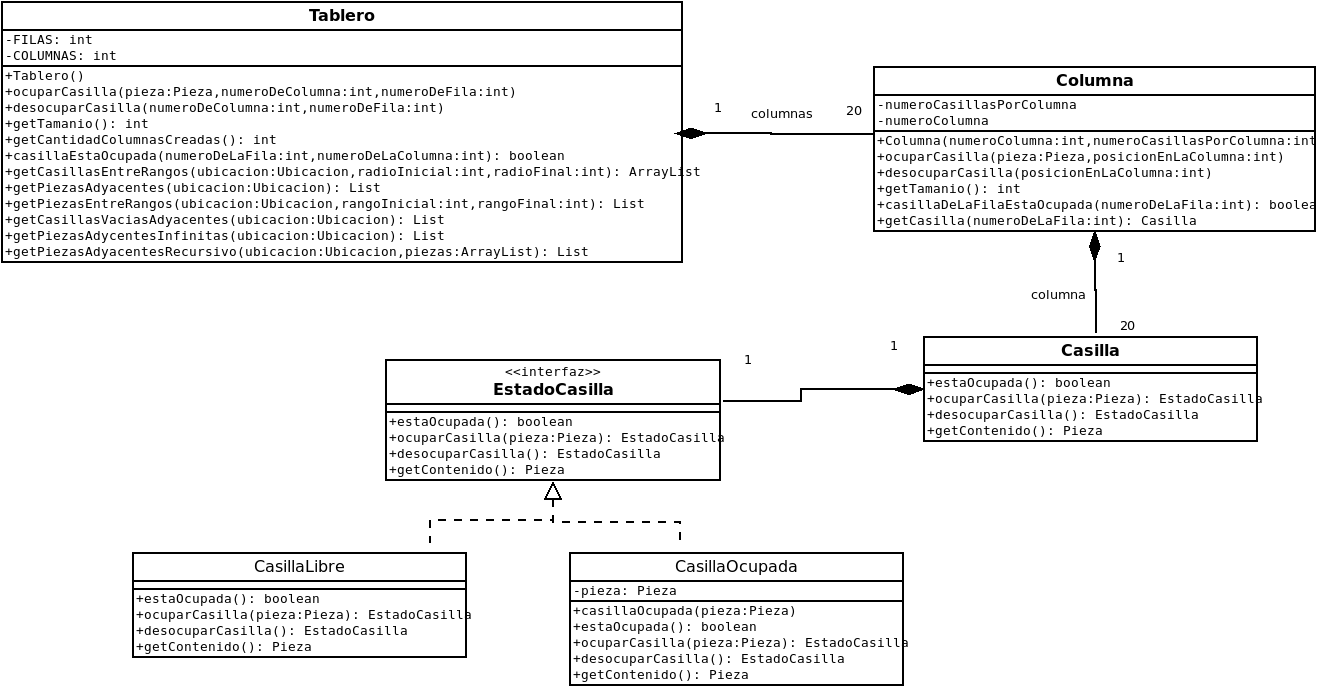 Tablero
-FILAS: int
-COLUMNAS: int
+Tablero()
+ocuparCasilla(pieza:Pieza,numeroDeColumna:int,numeroDeFila:int)
+desocuparCasilla(numeroDeColumna:int,numeroDeFila:int)
+getTamanio(): int
+getCantidadColumnasCreadas(): int
+casillaEstaOcupada(numeroDeLaFila:int,numeroDeLaColumna:int): boolean
+getCasillasEntreRangos(ubicacion:Ubicacion,radioInicial:int,radioFinal:int): ArrayList
+getPiezasAdyacentes(ubicacion:Ubicacion): List
+getPiezasEntreRangos(ubicacion:Ubicacion,rangoInicial:int,rangoFinal:int): List
+getCasillasVaciasAdyacentes(ubicacion:Ubicacion): List
+getPiezasAdycentesInfinitas(ubicacion:Ubicacion): List
+getPiezasAdyacentesRecursivo(ubicacion:Ubicacion,piezas:ArrayList): List
1
columnas
20
Columna
-numeroCasillasPorColumna
-numeroColumna
+Columna(numeroColumna:int,numeroCasillasPorColumna:int
+ocuparCasilla(pieza:Pieza,posicionEnLaColumna:int)
+desocuparCasilla(posicionEnLaColumna:int)
+getTamanio(): int
+casillaDeLaFilaEstaOcupada(numeroDeLaFila:int): boolea
+getCasilla(numeroDeLaFila:int): Casilla
1
columna
20
Casilla
+estaOcupada(): boolean
+ocuparCasilla(pieza:Pieza): EstadoCasilla
+desocuparCasilla(): EstadoCasilla
+getContenido(): Pieza
1
1
<<interfaz>>
EstadoCasilla
+estaOcupada(): boolean
+ocuparCasilla(pieza:Pieza): EstadoCasilla
+desocuparCasilla(): EstadoCasilla
+getContenido(): Pieza
CasillaLibre
+estaOcupada(): boolean
+ocuparCasilla(pieza:Pieza): EstadoCasilla
+desocuparCasilla(): EstadoCasilla
+getContenido(): Pieza
CasillaOcupada
-pieza: Pieza
+casillaOcupada(pieza:Pieza)
+estaOcupada(): boolean
+ocuparCasilla(pieza:Pieza): EstadoCasilla
+desocuparCasilla(): EstadoCasilla
+getContenido(): Pieza